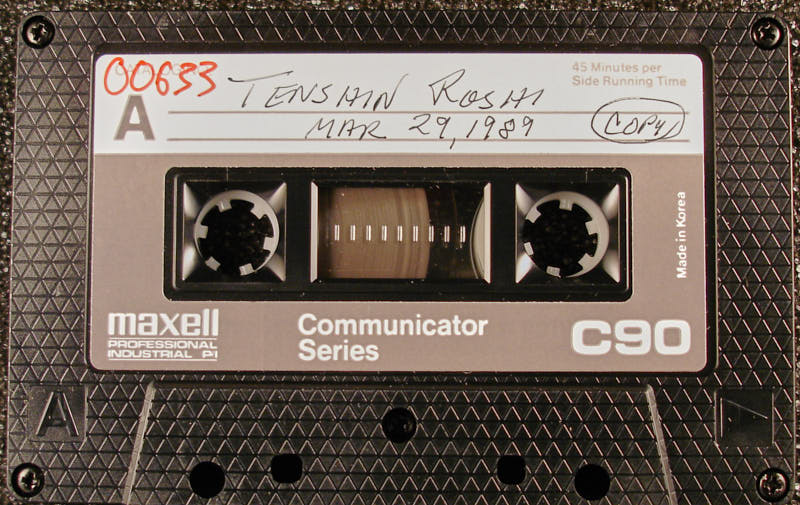 00633
45 Minutes per
Side Running Time
A
TENSHIN ROSHI
MAR 29, 1989
COPY
Made in Korea
maxell
PROFESSIONAL
INDUSTRIAL P·I
Communicator
Series
C90
A